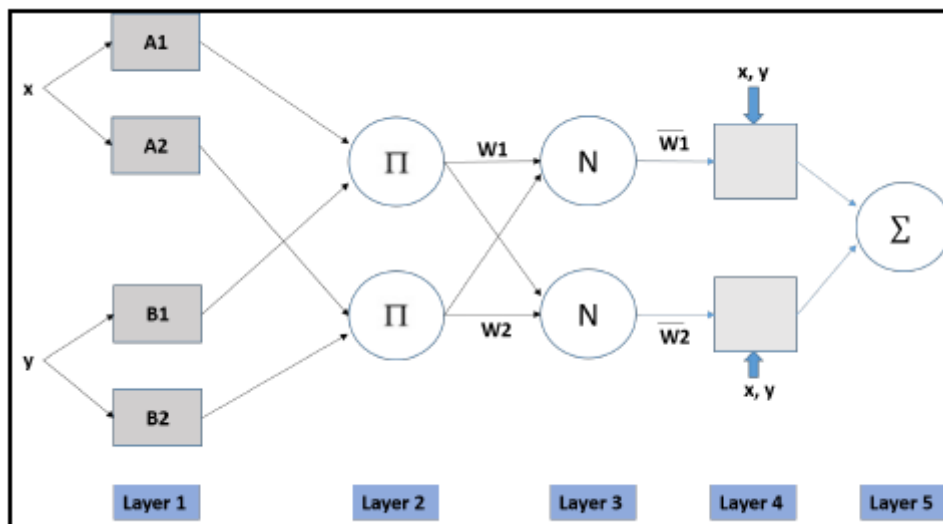 A1
x, y
x
A2
W1
W̅1̅
Π
N
Σ
B1
Π
N
W2
W̅2̅
y
x, y
B2
Layer 1
Layer 2
Layer 3
Layer 4
Layer 5